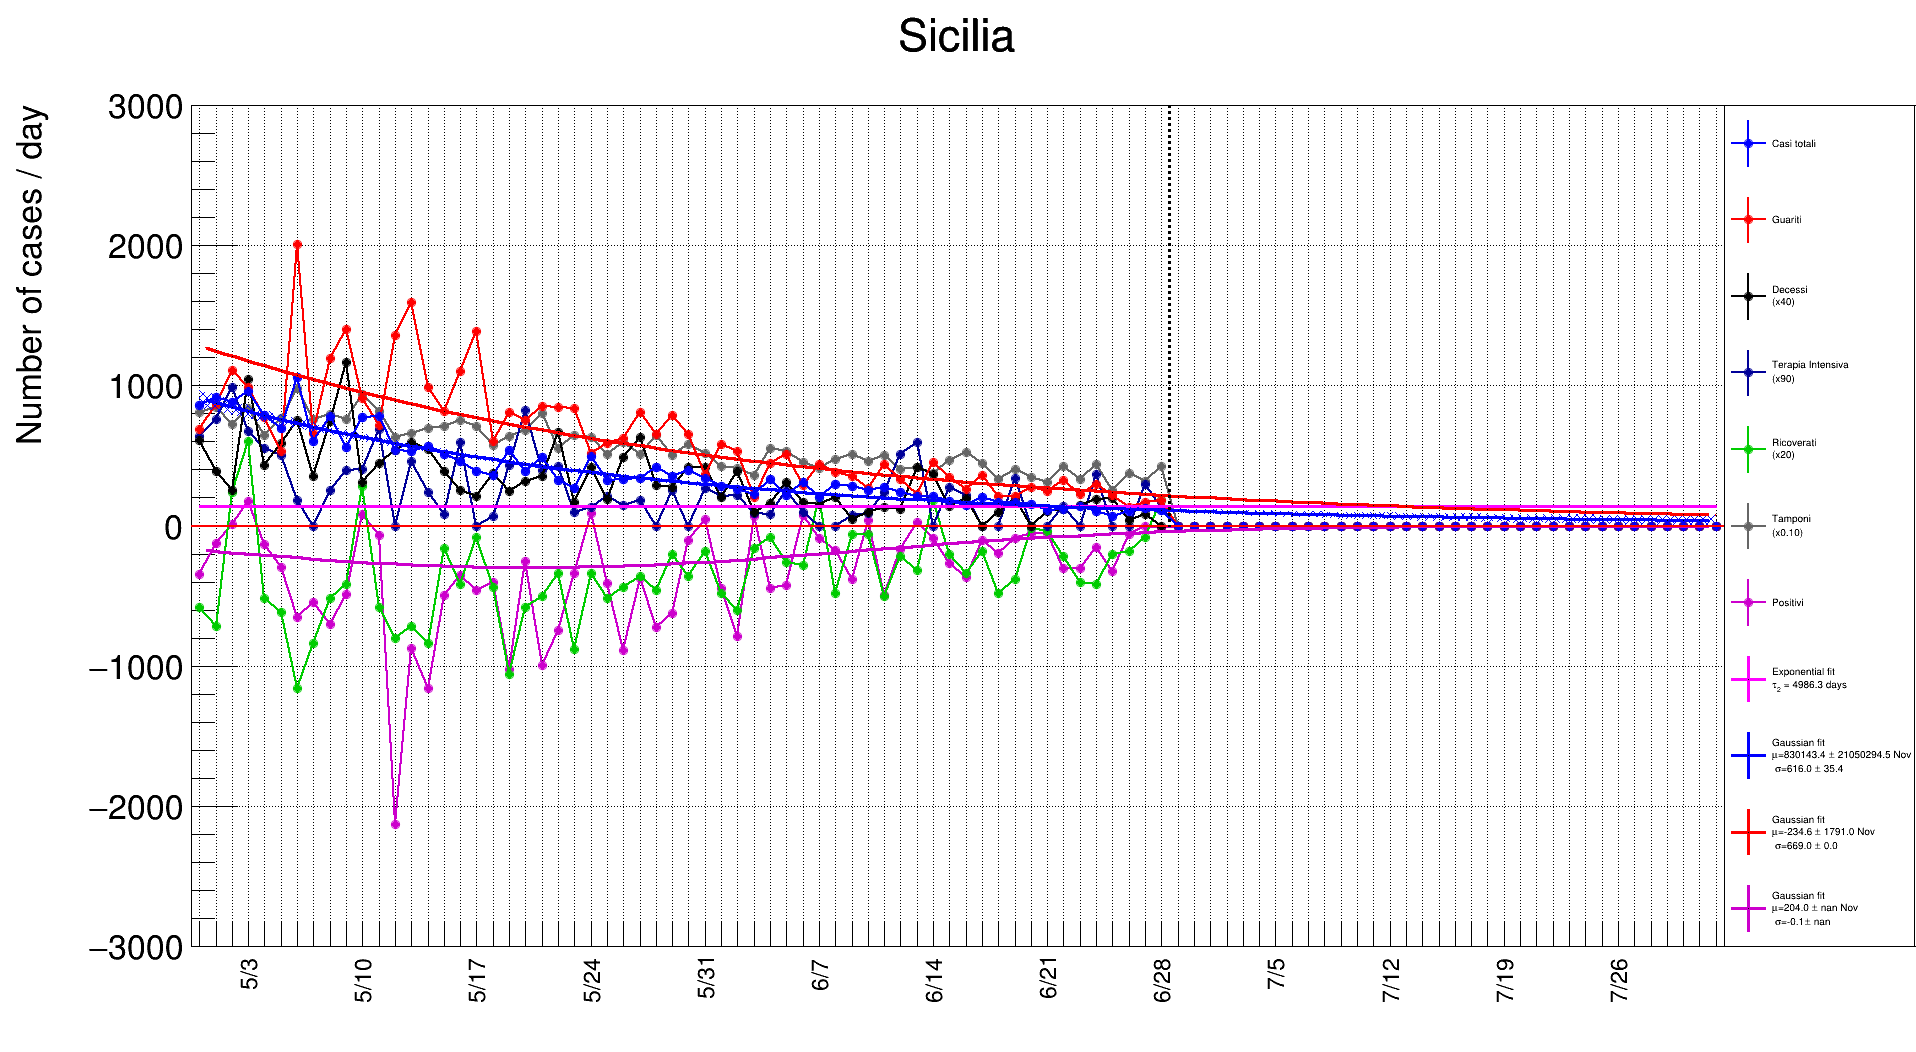 Sicilia
Number of cases / day
3000
2000
1000
0
−1000
−2000
−3000
5/3
5/10
5/17
5/24
5/31
6/7
6/14
6/21
6/28
7/5
7/12
7/19
7/26
Casi totali
Guariti
Decessi
(x40)
Terapia Intensiva
(x90)
Ricoverati
(x20)
Tamponi
(x0.10)
Positivi
Exponential fit
τ2 = 4986.3 days
Gaussian fit
μ=830143.4 ± 21050294.5 Nov
σ=616.0 ± 35.4
Gaussian fit
μ=-234.6 ± 1791.0 Nov
σ=669.0 ± 0.0
Gaussian fit
μ=204.0 ± nan Nov
σ=-0.1± nan